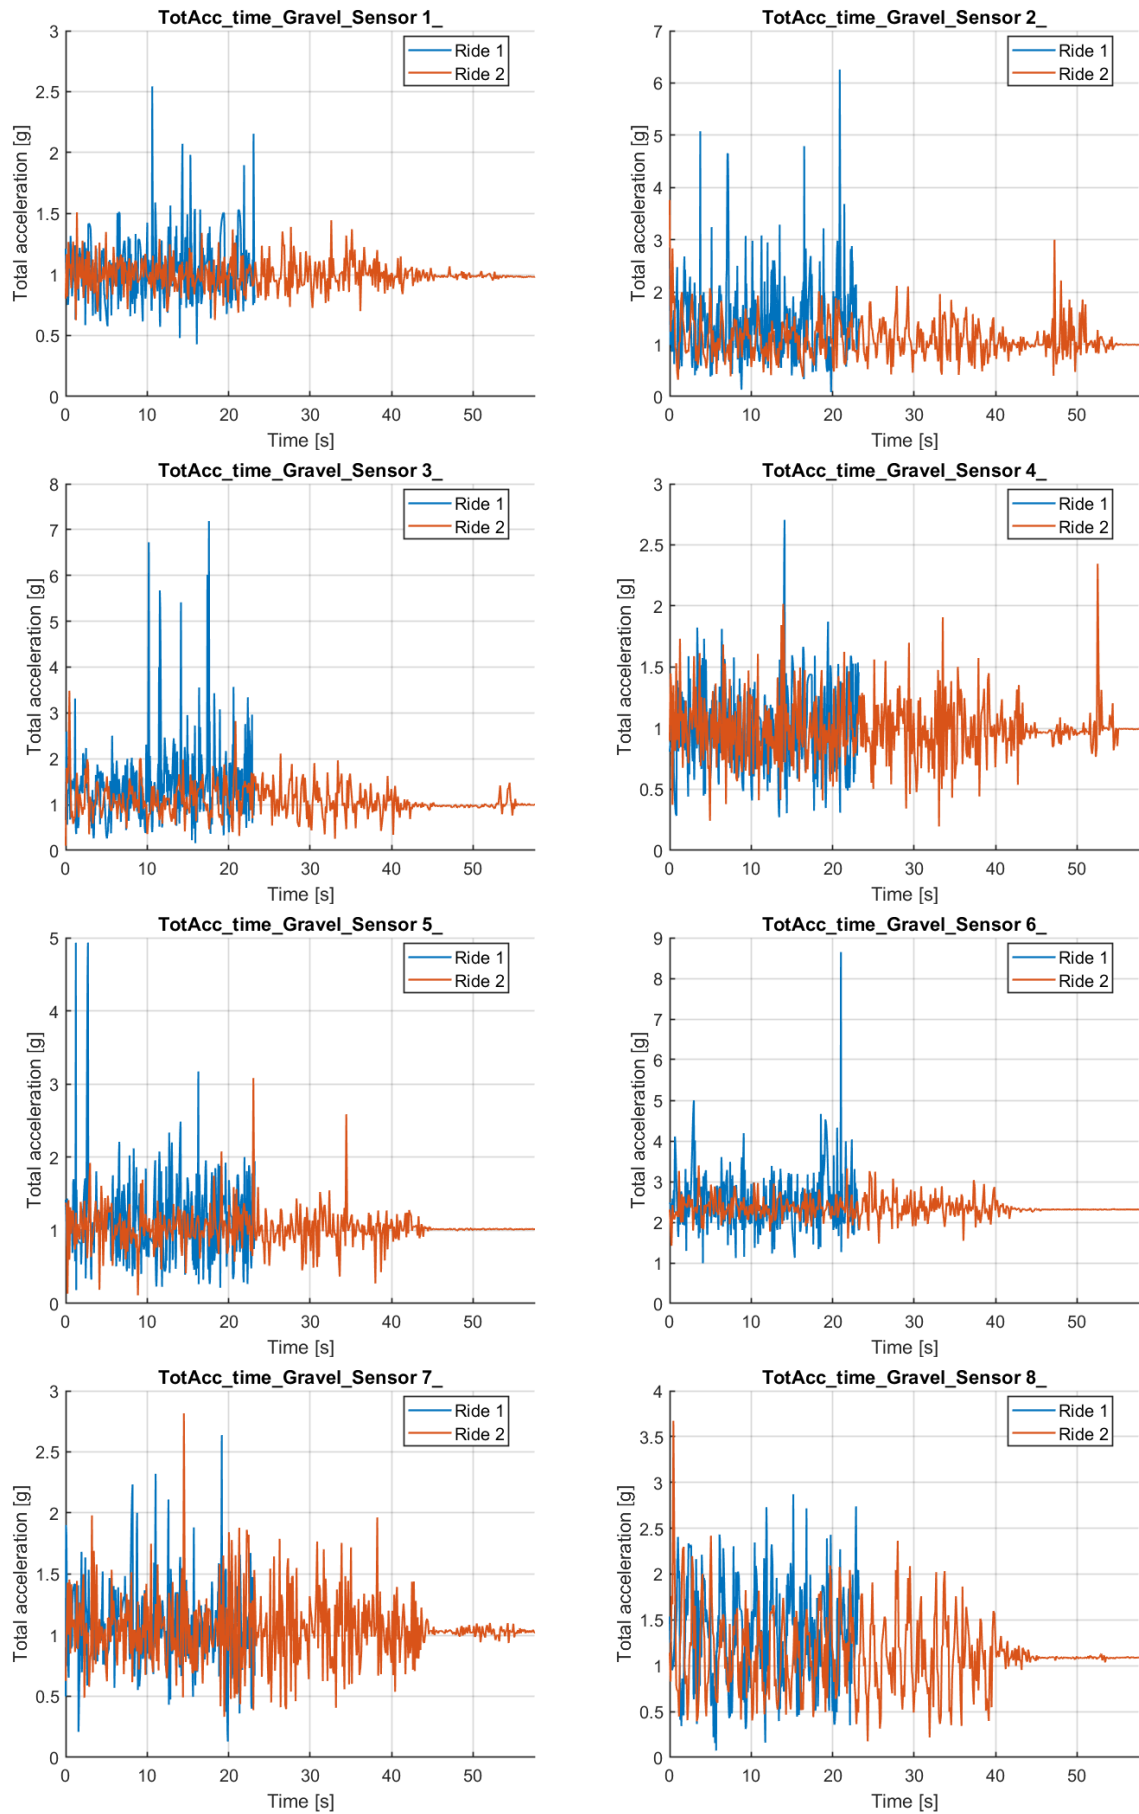 TotAcc_time_Gravel_Sensor 1_
3
2.5
2
1.5
1
0.5
0
Total acceleration [g]
Ride 1
Ride 2
0 10 20 30 40 50
Time [s]
TotAcc_time_Gravel_Sensor 2_
7
6
5
4
3
2
1
0
Total acceleration [g]
Ride 1
Ride 2
0 10 20 30 40 50
Time [s]
TotAcc_time_Gravel_Sensor 3_
8
7
6
5
4
3
2
1
0
Total acceleration [g]
Ride 1
Ride 2
0 10 20 30 40 50
Time [s]
TotAcc_time_Gravel_Sensor 4_
3
2.5
2
1.5
1
0.5
0
Total acceleration [g]
Ride 1
Ride 2
0 10 20 30 40 50
Time [s]
TotAcc_time_Gravel_Sensor 5_
5
4
3
2
1
0
Total acceleration [g]
Ride 1
Ride 2
0 10 20 30 40 50
Time [s]
TotAcc_time_Gravel_Sensor 6_
9
8
7
6
5
4
3
2
1
0
Total acceleration [g]
Ride 1
Ride 2
0 10 20 30 40 50
Time [s]
TotAcc_time_Gravel_Sensor 7_
3
2.5
2
1.5
1
0.5
0
Total acceleration [g]
Ride 1
Ride 2
0 10 20 30 40 50
Time [s]
TotAcc_time_Gravel_Sensor 8_
4
3.5
3
2.5
2
1.5
1
0.5
0
Total acceleration [g]
Ride 1
Ride 2
0 10 20 30 40 50
Time [s]